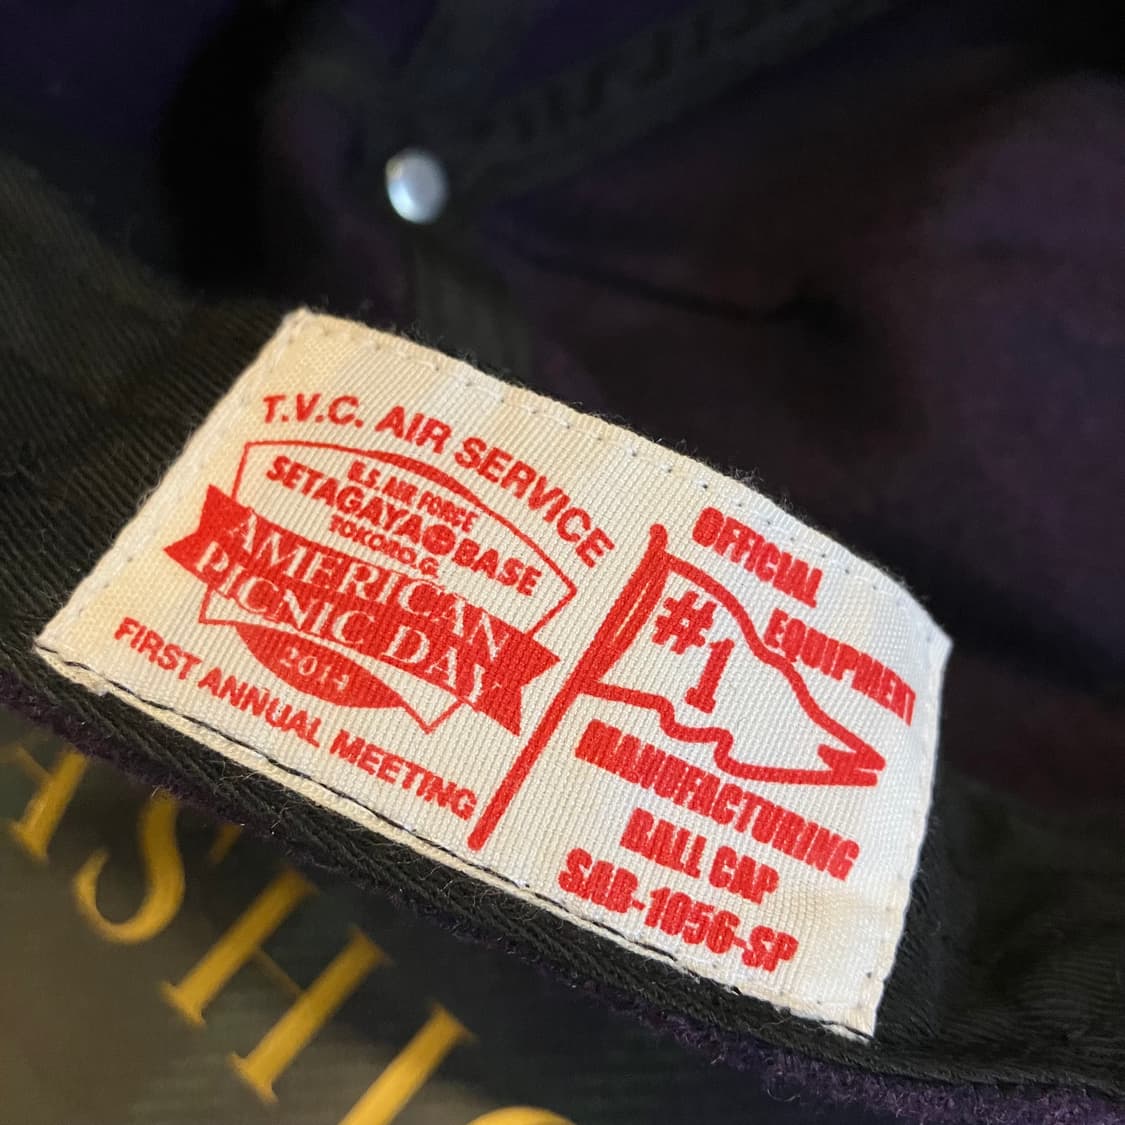 T.V.C. AIR SERVICE
U.S. AIR FORCE
SETAGAYA BASE
TOKORO.G.
AMERICAN
PICNIC DAY
FIRST ANNUAL MEETING
OFFICIAL
EQUIPMENT
#1
MANUFACTURING
BALL CAP
SAB-1056-SP
ASHI